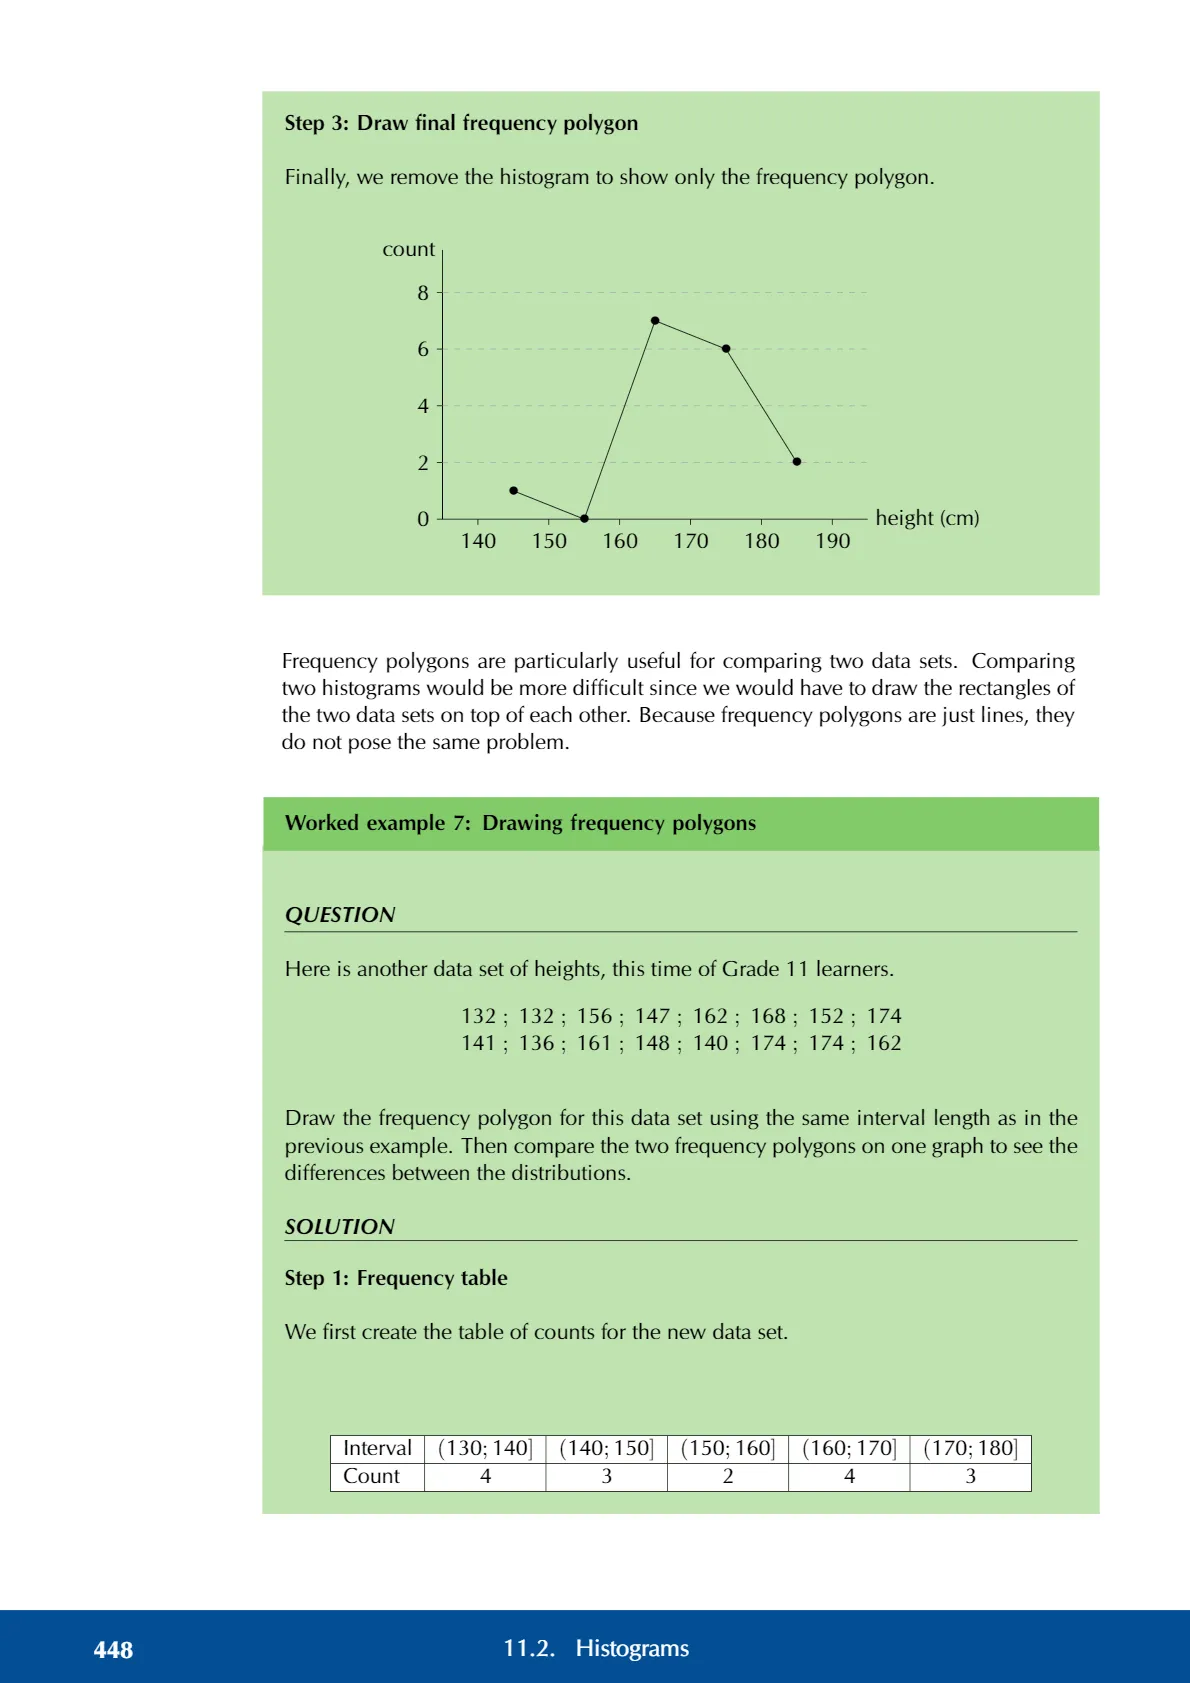 Step 3: Draw final frequency polygon
Finally, we remove the histogram to show only the frequency polygon.
count
8
6
4
2
0
height (cm)
140 150 160 170 180 190
Frequency polygons are particularly useful for comparing two data sets. Comparing
two histograms would be more difficult since we would have to draw the rectangles of
the two data sets on top of each other. Because frequency polygons are just lines, they
do not pose the same problem.
Worked example 7: Drawing frequency polygons
QUESTION
Here is another data set of heights, this time of Grade 11 learners.
132 ; 132 ; 156 ; 147 ; 162 ; 168 ; 152 ; 174
141 ; 136 ; 161 ; 148 ; 140 ; 174 ; 174 ; 162
Draw the frequency polygon for this data set using the same interval length as in the
previous example. Then compare the two frequency polygons on one graph to see the
differences between the distributions.
SOLUTION
Step 1: Frequency table
We first create the table of counts for the new data set.
Interval (130; 140] (140; 150] (150; 160] (160; 170] (170; 180]
Count 4 3 2 4 3
448 11.2. Histograms